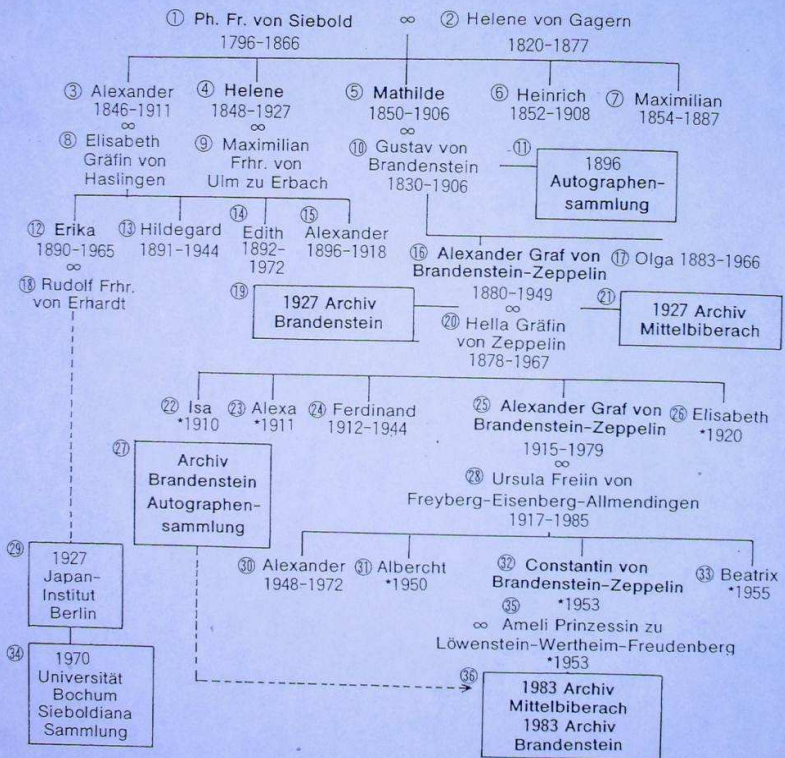 ① Ph. Fr. von Siebold ∞ ② Helene von Gagern
1796-1866 1820-1877
③ Alexander ④ Helene ⑤ Mathilde ⑥ Heinrich ⑦ Maximilian
1846-1911 1848-1927 1850-1906 1852-1908 1854-1887
∞ ∞ ∞
⑧ Elisabeth Gräfin von Haslingen
⑨ Maximilian Frhr. von Ulm zu Erbach
⑩ Gustav von Brandenstein
1830-1906
⑪ 1896
Autographen-
sammlung
⑫ Erika ⑬ Hildegard ⑭ Edith ⑮ Alexander
1890-1965 1891-1944 1892-1972 1896-1918
∞
⑱ Rudolf Frhr.
von Erhardt
⑯ Alexander Graf von ⑰ Olga 1883-1966
Brandenstein-Zeppelin
1880-1949
∞
⑲ 1927 Archiv
Brandenstein
⑳ Hella Gräfin
von Zeppelin
1878-1967
㉑ 1927 Archiv
Mittelbiberach
㉒ Isa ㉓ Alexa ㉔ Ferdinand ㉕ Alexander Graf von ㉖ Elisabeth
*1910 *1911 1912-1944 Brandenstein-Zeppelin *1920
1915-1979
∞
㉗ Archiv
Brandenstein
Autographen-
sammlung
㉘ Ursula Freiin von
Freyberg-Eisenberg-Allmendingen
1917-1985
㉙ 1927
Japan-
Institut
Berlin
㉚ Alexander ㉛ Albercht ㉜ Constantin von ㉝ Beatrix
1948-1972 *1950 Brandenstein-Zeppelin *1955
*1953
㉟
∞ Ameli Prinzessin zu
Löwenstein-Wertheim-Freudenberg
*1953
㉞ 1970
Universität
Bochum
Sieboldiana
Sammlung
㊱ 1983 Archiv
Mittelbiberach
1983 Archiv
Brandenstein